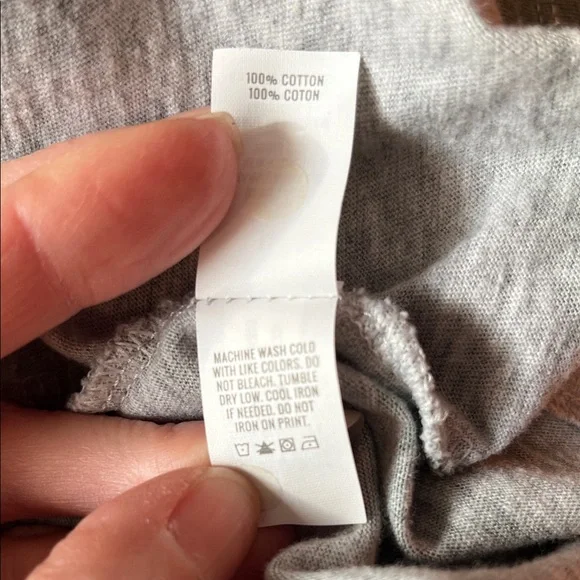 100% COTTON
100% COTON
MACHINE WASH COLD
WITH LIKE COLORS. DO
NOT BLEACH. TUMBLE
DRY LOW. COOL IRON
IF NEEDED. DO NOT
IRON ON PRINT.